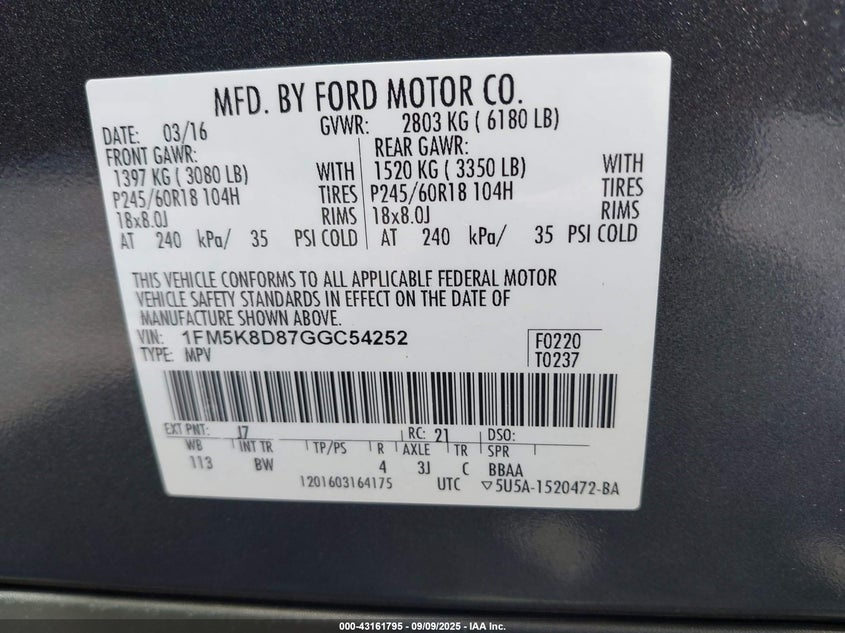 MFD. BY FORD MOTOR CO.
DATE: 03/16 GVWR: 2803 KG ( 6180 LB)
FRONT GAWR: REAR GAWR:
1397 KG ( 3080 LB) WITH 1520 KG ( 3350 LB) WITH
P245/60R18 104H TIRES P245/60R18 104H TIRES
18x8.0J RIMS 18x8.0J RIMS
AT 240 kPa/ 35 PSI COLD AT 240 kPa/ 35 PSI COLD
THIS VEHICLE CONFORMS TO ALL APPLICABLE FEDERAL MOTOR
VEHICLE SAFETY STANDARDS IN EFFECT ON THE DATE OF
MANUFACTURE SHOWN ABOVE.
VIN: 1FM5K8D87GGC54252 F0220
TYPE: MPV T0237
EXT PNT: J7 RC: 21 DSO:
WB INT TR TP/PS R AXLE TR SPR
113 BW 4 3J C BBAA
1201603164175 UTC ▽5U5A-1520472-BA
000-43161795 - 09/09/2025 - IAA Inc.